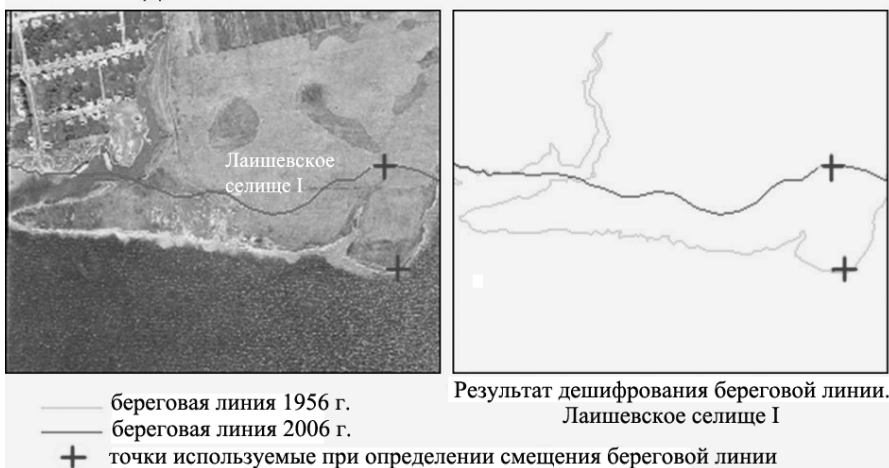 Лаишевское
селище I
береговая линия 1956 г.
береговая линия 2006 г.
точки используемые при определении смещения береговой линии
Результат дешифрования береговой линии.
Лаишевское селище I